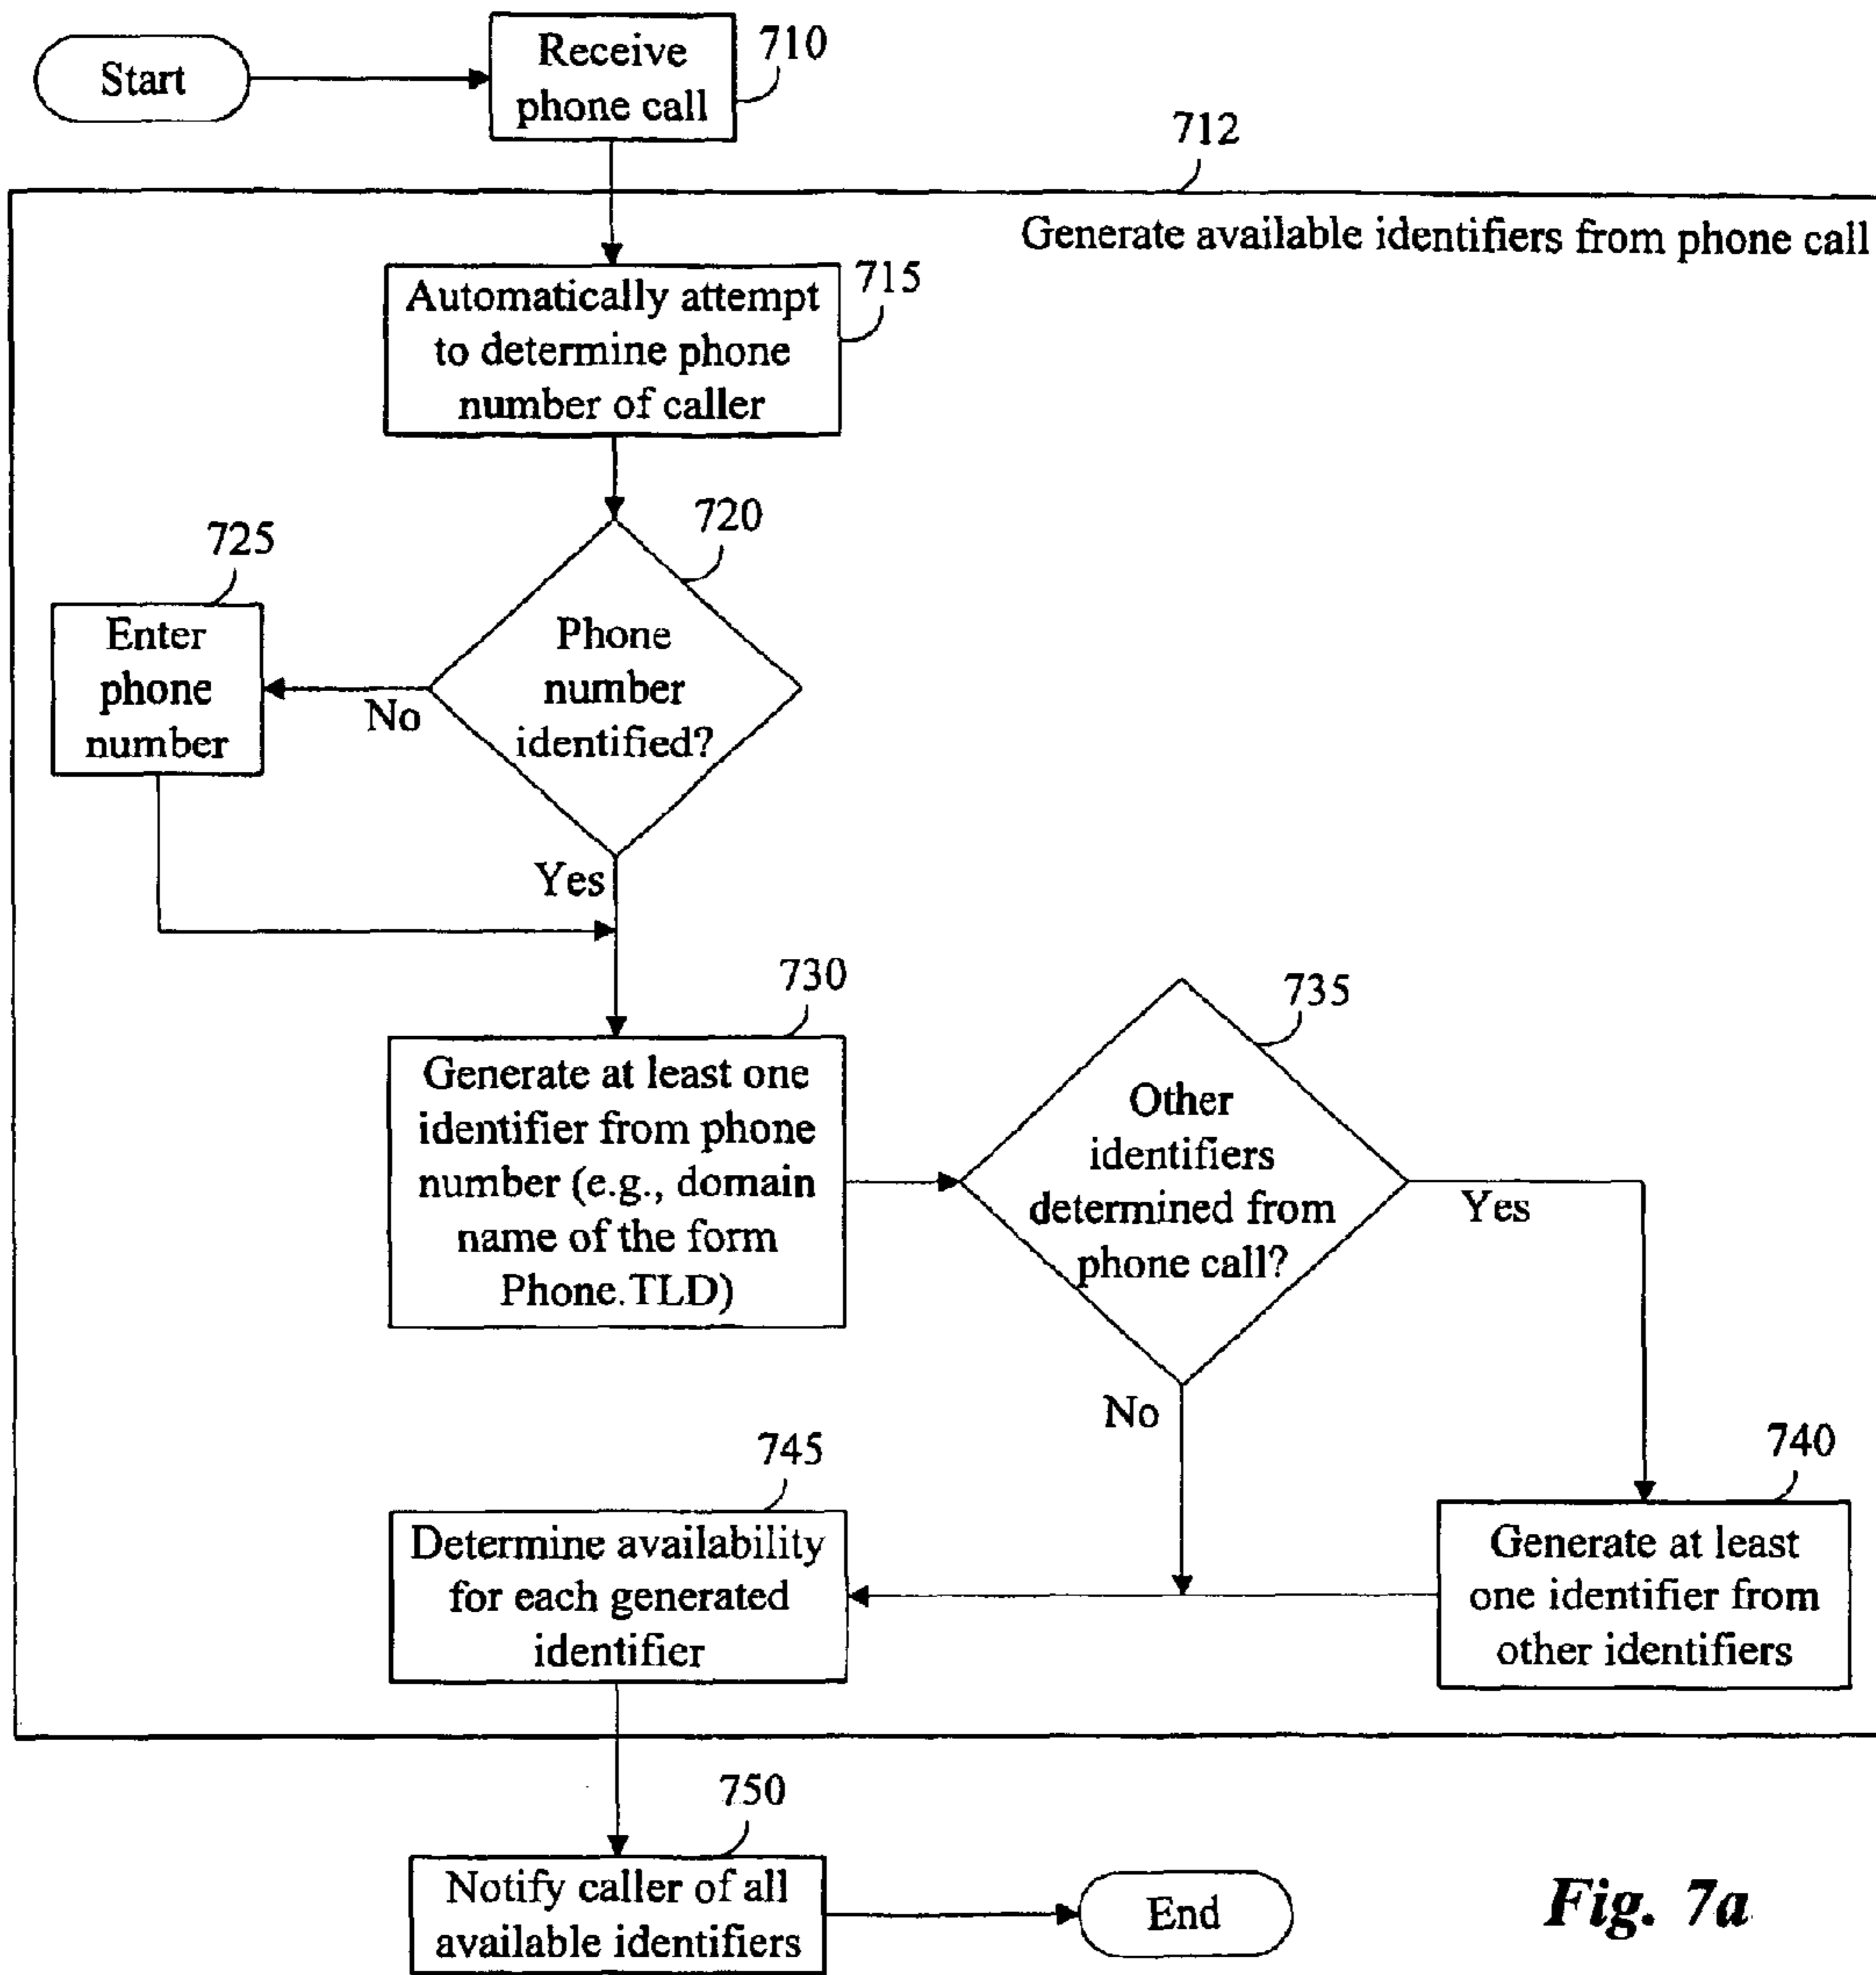 Start
Receive
phone call
710
712
Generate available identifiers from phone call
Automatically attempt
to determine phone
number of caller
715
720
Phone
number
identified?
725
Enter
phone
number
No
Yes
730
Generate at least one
identifier from phone
number (e.g., domain
name of the form
Phone.TLD)
735
Other
identifiers
determined from
phone call?
Yes
No
740
Generate at least
one identifier from
other identifiers
745
Determine availability
for each generated
identifier
750
Notify caller of all
available identifiers
End
Fig. 7a